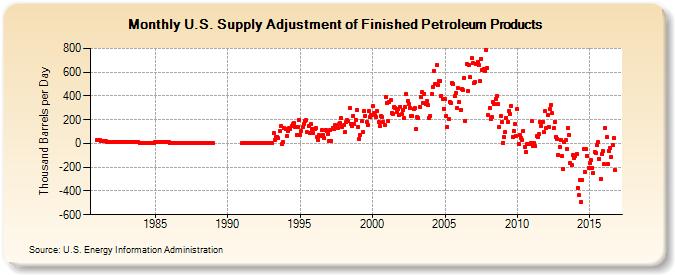 Monthly U.S. Supply Adjustment of Finished Petroleum Products
Thousand Barrels per Day
800
600
400
200
0
-200
-400
-600
1985 1990 1995 2000 2005 2010 2015
Source: U.S. Energy Information Administration